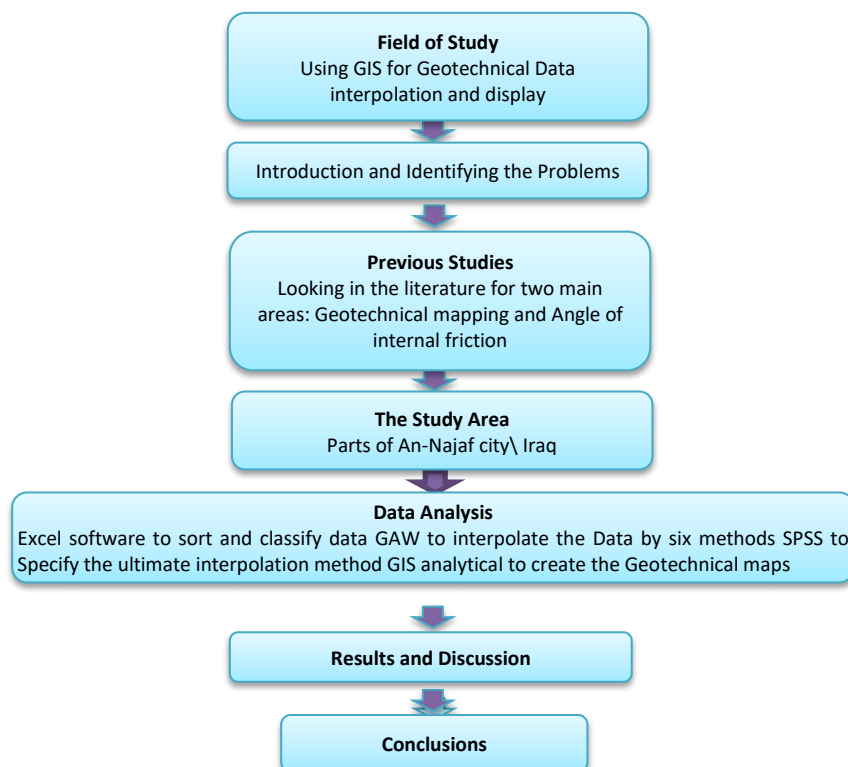 Field of Study
Using GIS for Geotechnical Data
interpolation and display
Introduction and Identifying the Problems
Previous Studies
Looking in the literature for two main
areas: Geotechnical mapping and Angle of
internal friction
The Study Area
Parts of An-Najaf city\ Iraq
Data Analysis
Excel software to sort and classify data GAW to interpolate the Data by six methods SPSS to
Specify the ultimate interpolation method GIS analytical to create the Geotechnical maps
Results and Discussion
Conclusions